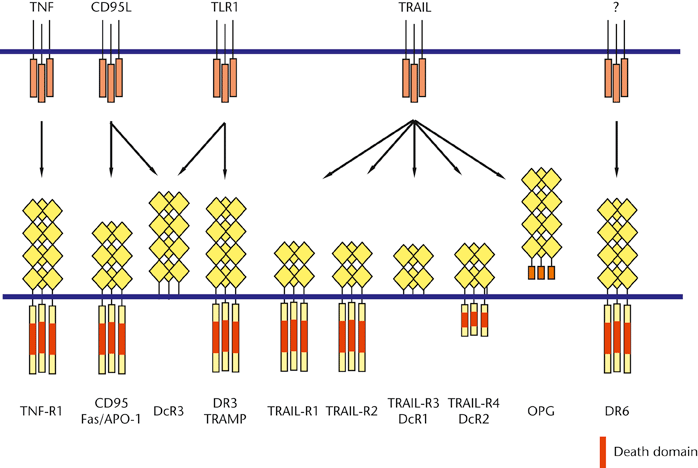 TNF CD95L TLR1 TRAIL ?
TNF-R1
CD95
Fas/APO-1
DcR3
DR3
TRAMP
TRAIL-R1
TRAIL-R2
TRAIL-R3
DcR1
TRAIL-R4
DcR2
OPG
DR6
Death domain